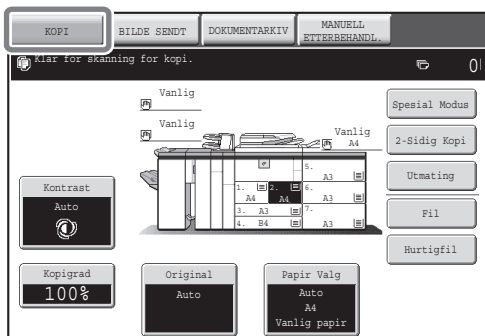 KOPI
BILDE SENDT
DOKUMENTARKIV
MANUELL
ETTERBEHANDL.
Klar for skanning for kopi.
0
Vanlig
Vanlig
Vanlig
A4
Spesial Modus
2-Sidig Kopi
Utmating
Fil
Hurtigfil
5.
A3
1.
A4
2.
A4
6.
A3
3. A3
7.
4. B4
A3
Kontrast
Auto
Kopigrad
100%
Original
Auto
Papir Valg
Auto
A4
Vanlig papir